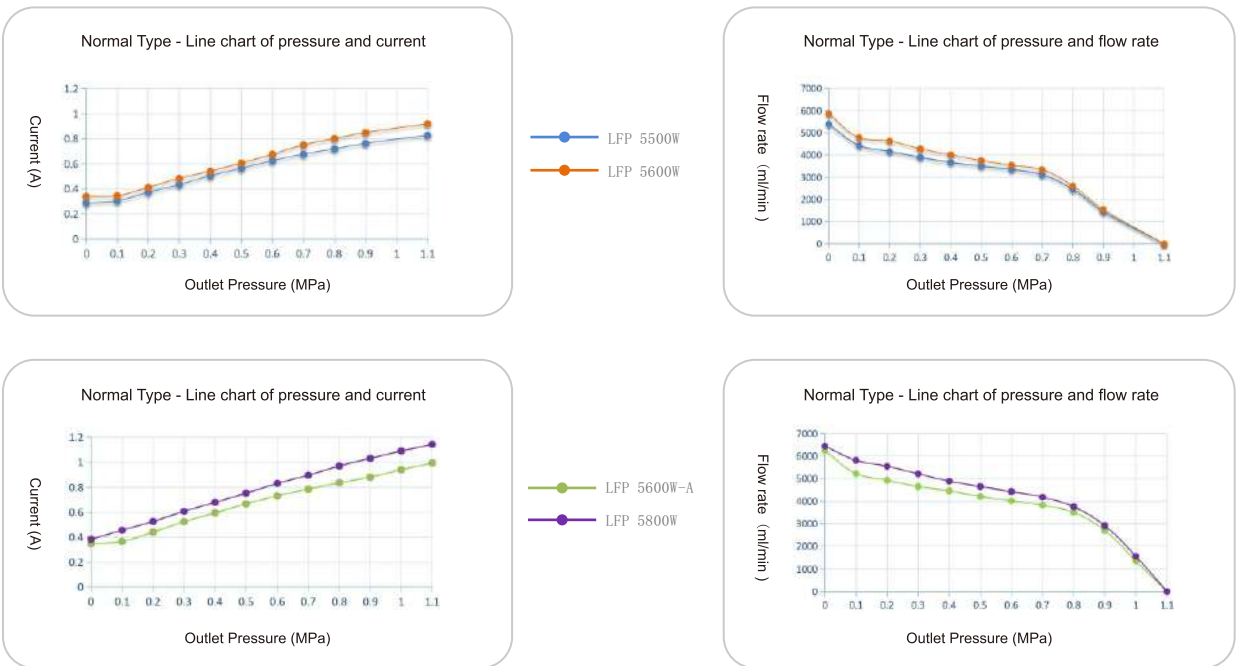 Normal Type - Line chart of pressure and current
1.2
1
0.8
0.6
0.4
0.2
0
Current (A)
0 0.1 0.2 0.3 0.4 0.5 0.6 0.7 0.8 0.9 1 1.1
Outlet Pressure (MPa)
LFP 5500W
LFP 5600W
Normal Type - Line chart of pressure and flow rate
7000
6000
5000
4000
3000
2000
1000
0
Flow rate (ml/min )
0 0.1 0.2 0.3 0.4 0.5 0.6 0.7 0.8 0.9 1 1.1
Outlet Pressure (MPa)
Normal Type - Line chart of pressure and current
1.2
1
0.8
0.6
0.4
0.2
0
Current (A)
0 0.1 0.2 0.3 0.4 0.5 0.6 0.7 0.8 0.9 1 1.1
Outlet Pressure (MPa)
LFP 5600W-A
LFP 5800W
Normal Type - Line chart of pressure and flow rate
7000
6000
5000
4000
3000
2000
1000
0
Flow rate (ml/min )
0 0.1 0.2 0.3 0.4 0.5 0.6 0.7 0.8 0.9 1 1.1
Outlet Pressure (MPa)